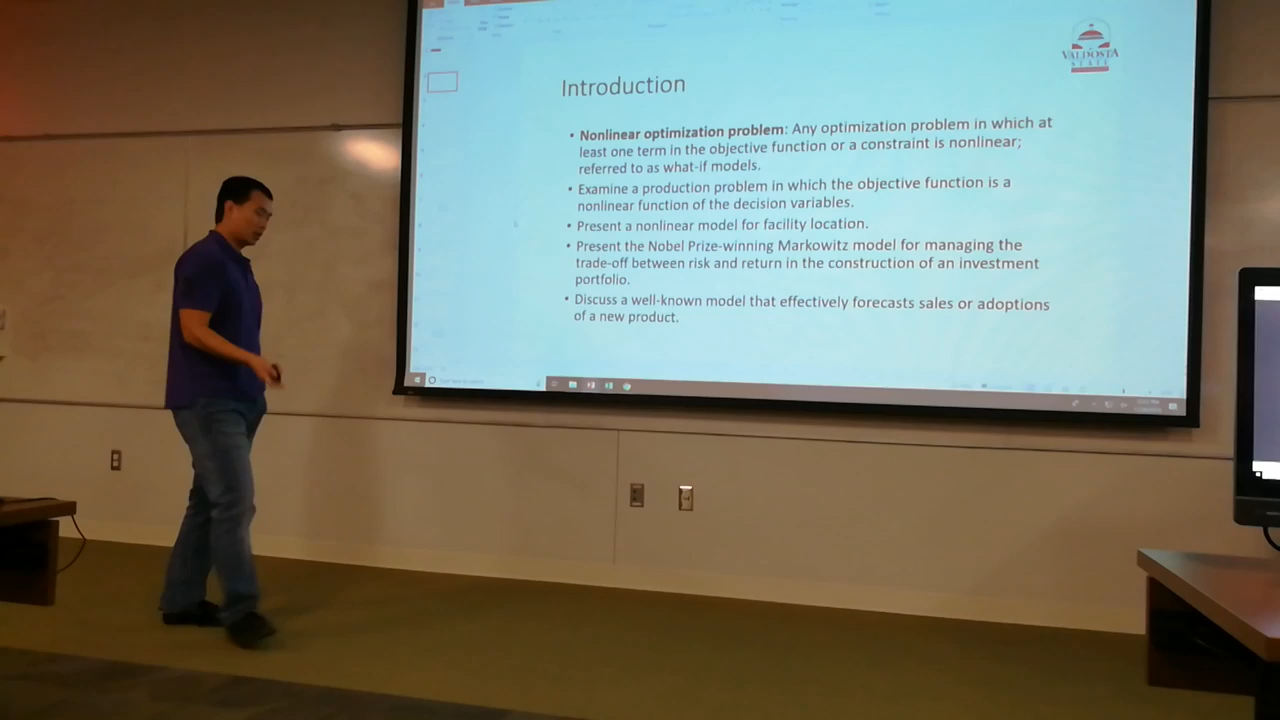 VALDOSTA
STATE
Introduction
• Nonlinear optimization problem: Any optimization problem in which at
least one term in the objective function or a constraint is nonlinear;
referred to as what-if models.
• Examine a production problem in which the objective function is a
nonlinear function of the decision variables.
• Present a nonlinear model for facility location.
• Present the Nobel Prize-winning Markowitz model for managing the
trade-off between risk and return in the construction of an investment
portfolio.
• Discuss a well-known model that effectively forecasts sales or adoptions
of a new product.